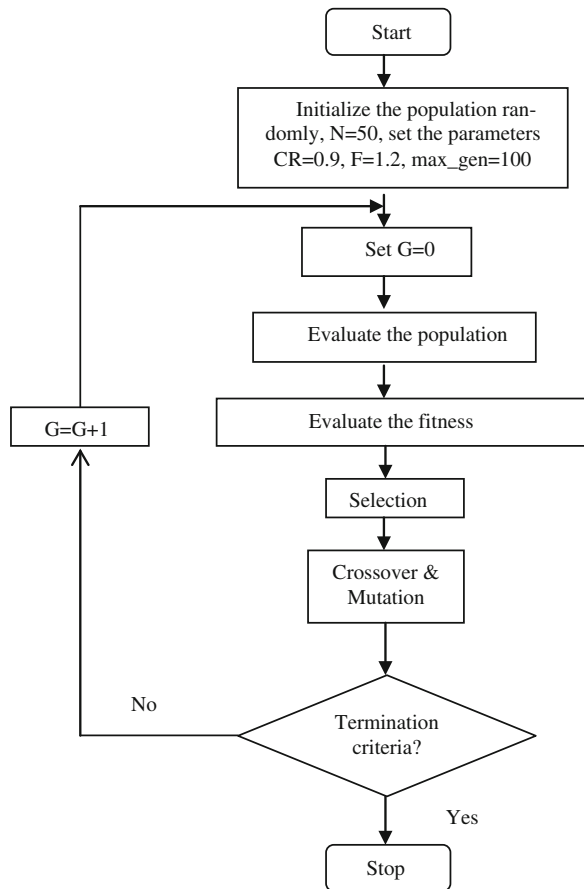 Start
Initialize the population ran-
domly, N=50, set the parameters
CR=0.9, F=1.2, max_gen=100
Set G=0
Evaluate the population
Evaluate the fitness
G=G+1
Selection
Crossover &
Mutation
No
Termination
criteria?
Yes
Stop